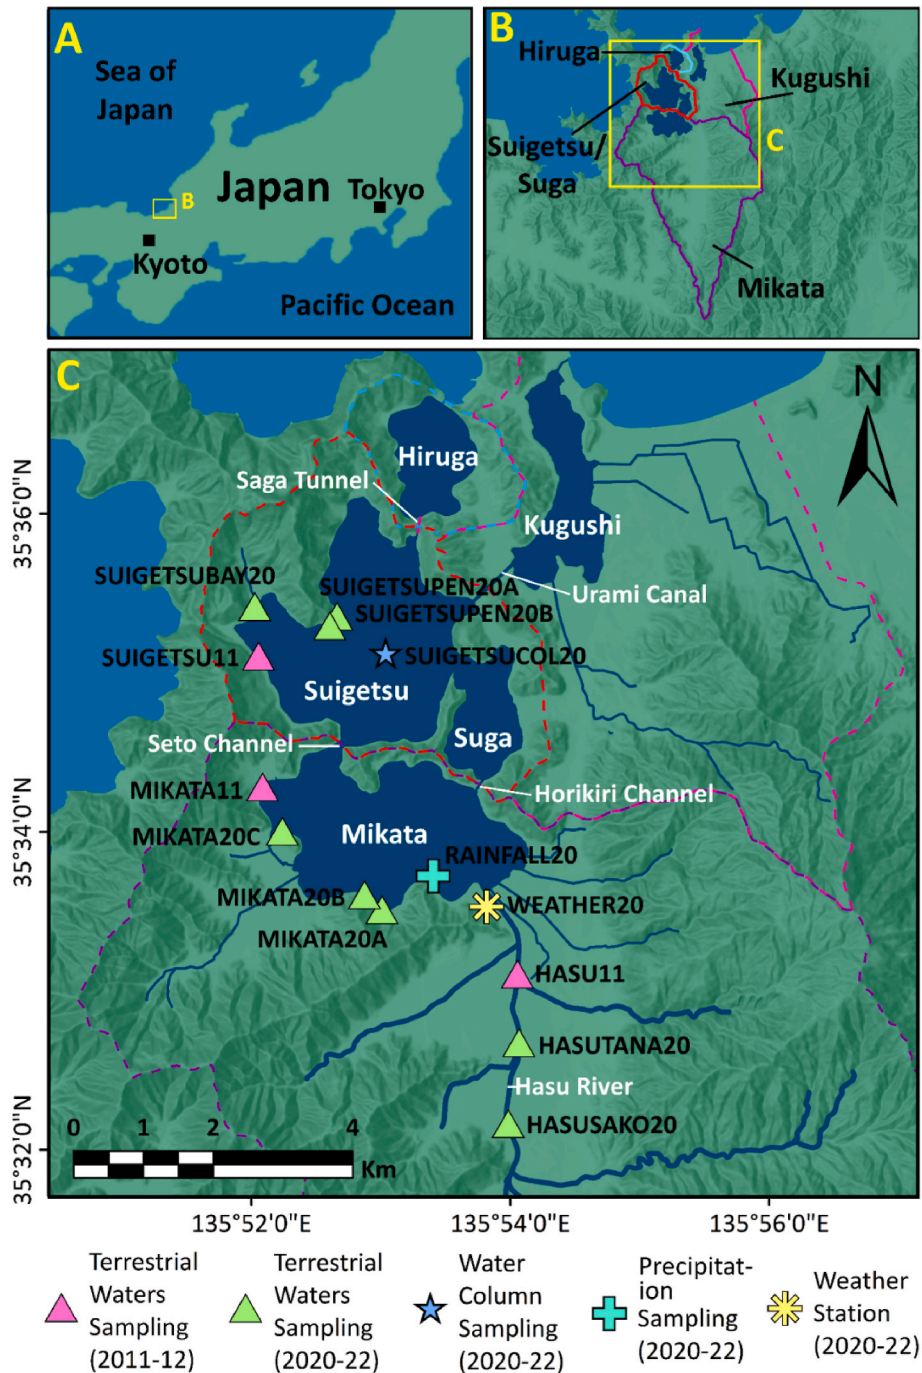 A
Sea of
Japan
Japan
Tokyo
B
Kyoto
Pacific Ocean
B
Hiruga
Kugushi
Suigetsu/
Suga
C
Mikata
C
N
Hiruga
Saga Tunnel
Kugushi
SUIGETSUBAY20
SUIGETSUPEN20A
SUIGETSUPEN20B
Urami Canal
SUIGETSU11
SUIGETSUCOL20
Suigetsu
Seto Channel
Suga
MIKATA11
Horikiri Channel
Mikata
MIKATA20C
RAINFALL20
MIKATA20B
WEATHER20
MIKATA20A
HASU11
HASUTANA20
Hasu River
HASUSAKO20
0 1 2 4
Km
35°36'0"N
35°34'0"N
35°32'0"N
135°52'0"E 135°54'0"E 135°56'0"E
Terrestrial
Waters
Sampling
(2011-12)
Terrestrial
Waters
Sampling
(2020-22)
Water
Column
Sampling
(2020-22)
Precipitat-
ion
Sampling
(2020-22)
Weather
Station
(2020-22)